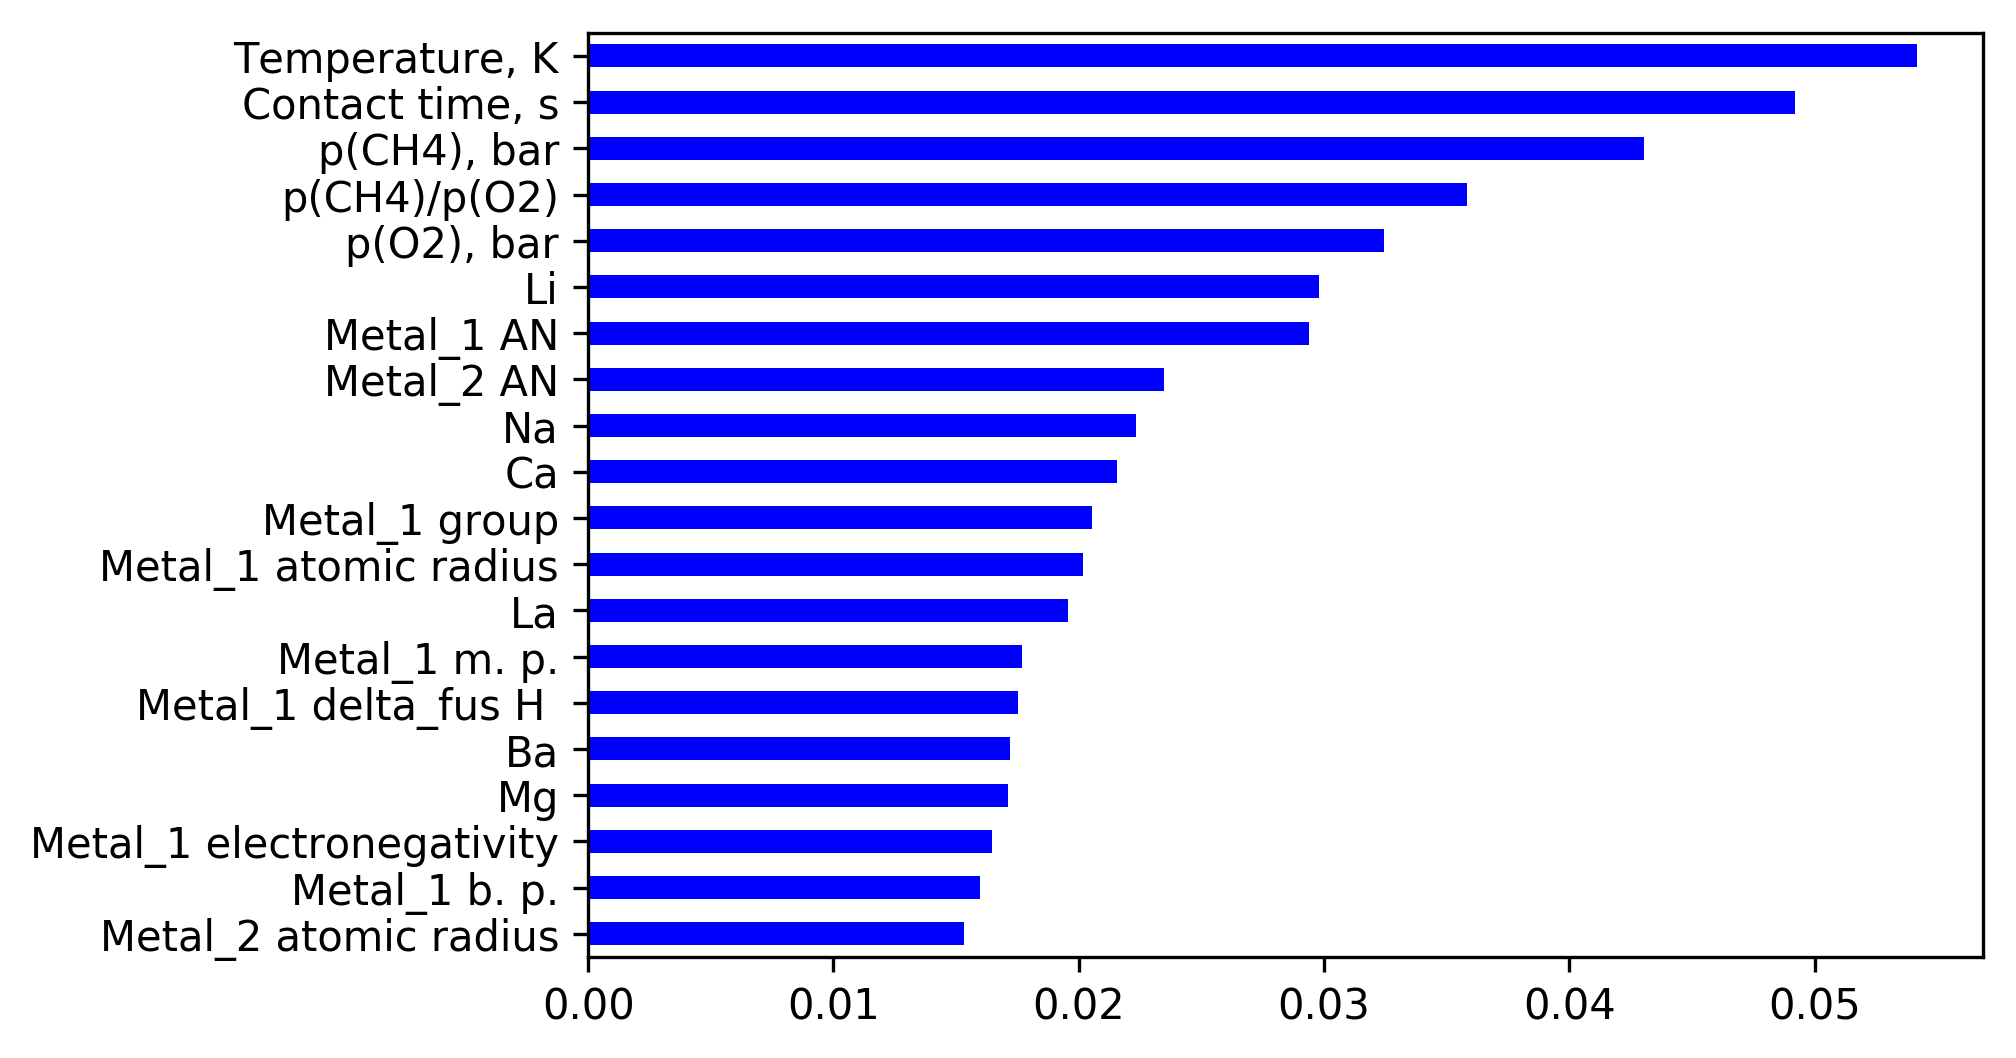 Temperature, K
Contact time, s
p(CH4), bar
p(CH4)/p(O2)
p(O2), bar
Li
Metal_1 AN
Metal_2 AN
Na
Ca
Metal_1 group
Metal_1 atomic radius
La
Metal_1 m. p.
Metal_1 delta_fus H
Ba
Mg
Metal_1 electronegativity
Metal_1 b. p.
Metal_2 atomic radius
0.00 0.01 0.02 0.03 0.04 0.05